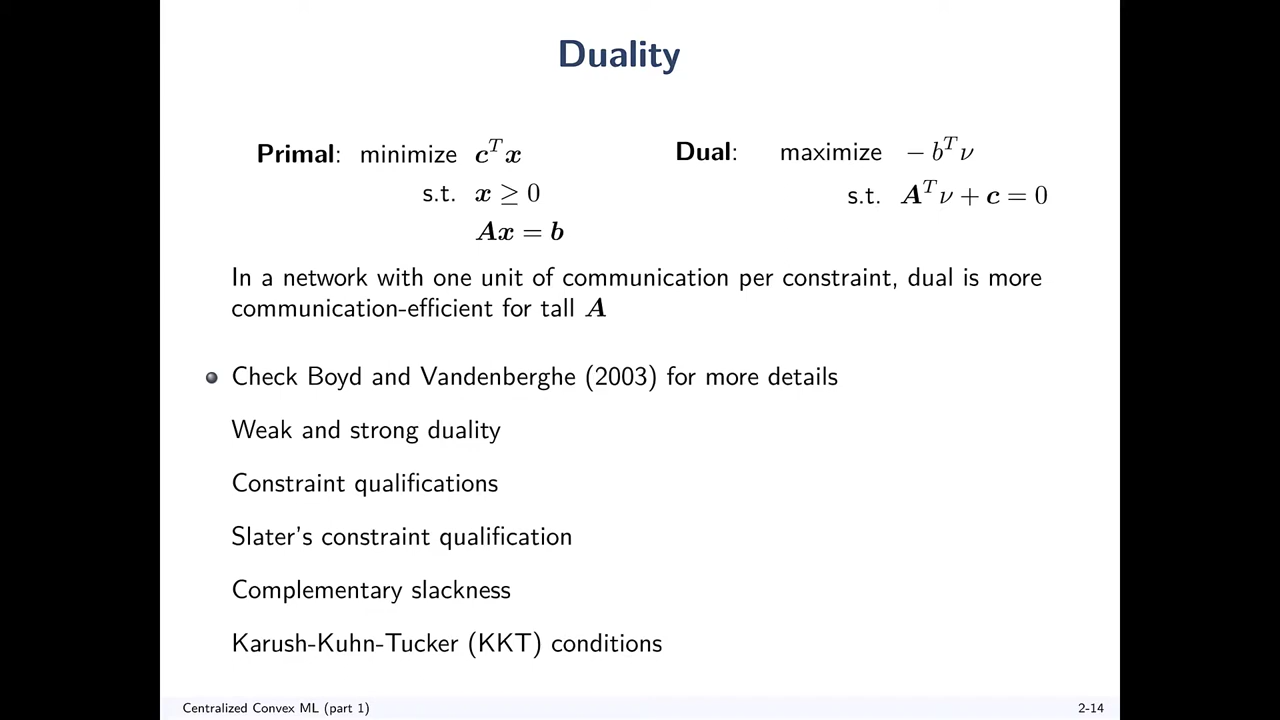 Duality
Primal: minimize c^T x
s.t. x ≥ 0
Ax = b
Dual: maximize − b^T ν
s.t. A^T ν + c = 0
In a network with one unit of communication per constraint, dual is more
communication-efficient for tall A
Check Boyd and Vandenberghe (2003) for more details
Weak and strong duality
Constraint qualifications
Slater's constraint qualification
Complementary slackness
Karush-Kuhn-Tucker (KKT) conditions
Centralized Convex ML (part 1) 2-14